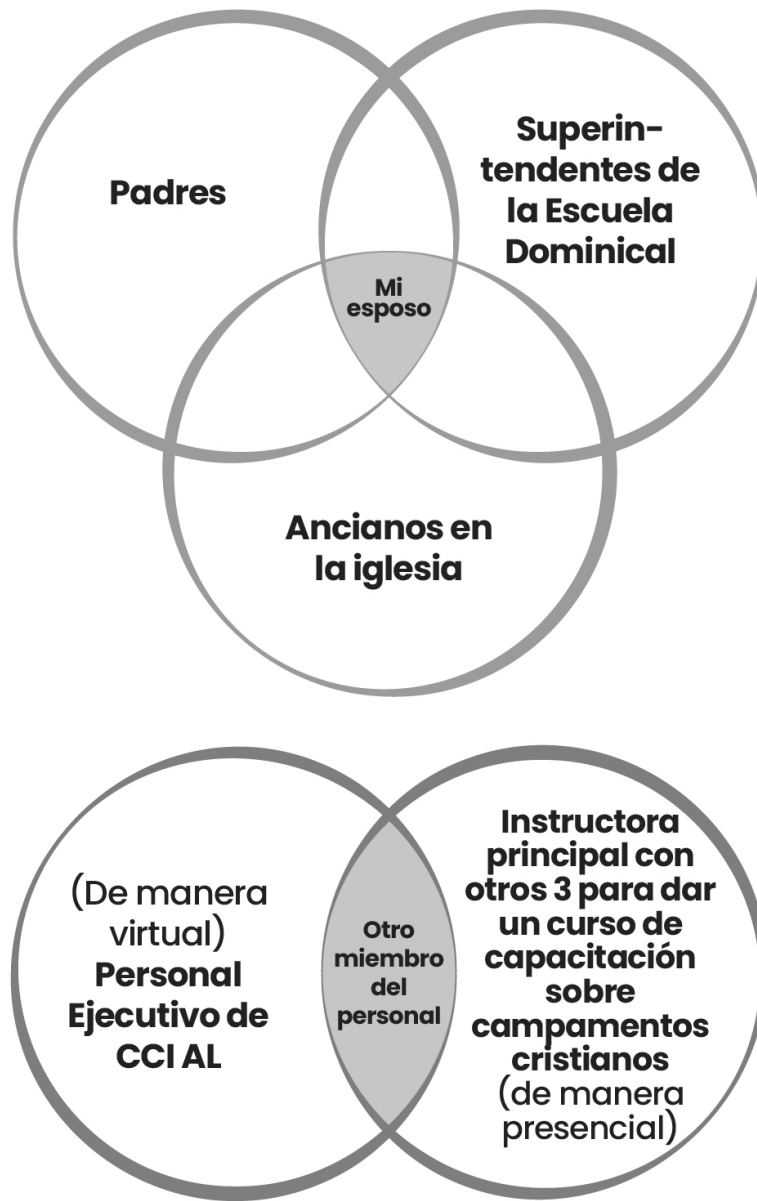 Padres
Superin-
tendentes de
la Escuela
Dominical
Mi
esposo
Ancianos en
la iglesia
(De manera
virtual)
Personal
Ejecutivo de
CCI AL
Otro
miembro
del
personal
Instructora
principal con
otros 3 para dar
un curso de
capacitación
sobre
campamentos
cristianos
(de manera
presencial)